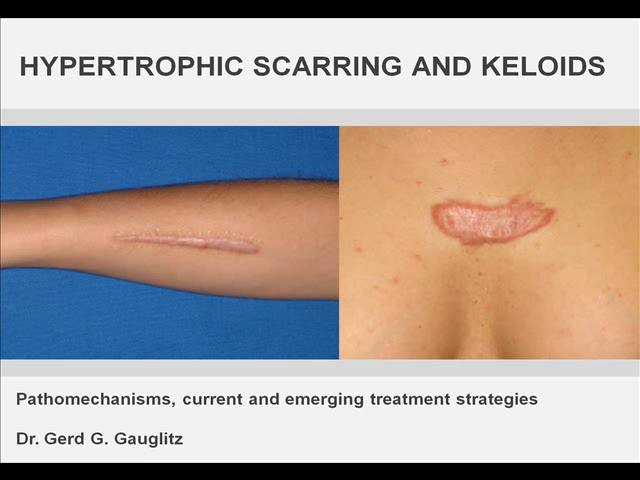 HYPERTROPHIC SCARRING AND KELOIDS
Pathomechanisms, current and emerging treatment strategies
Dr. Gerd G. Gauglitz